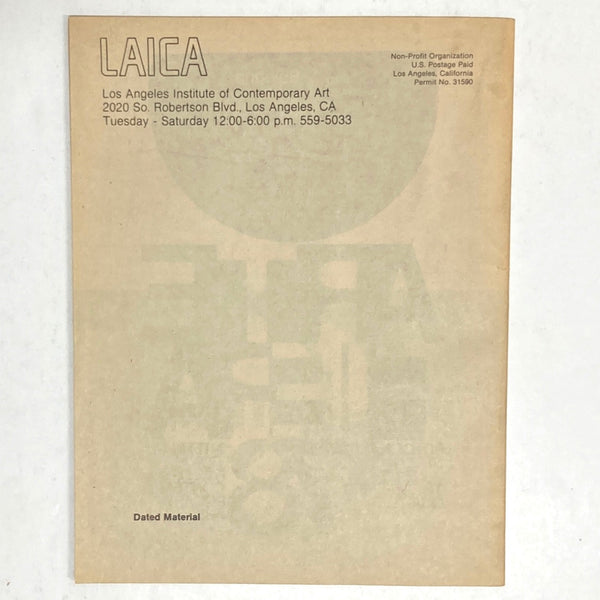 LAICA
Los Angeles Institute of Contemporary Art
2020 So. Robertson Blvd., Los Angeles, CA
Tuesday - Saturday 12:00-6:00 p.m. 559-5033
Non-Profit Organization
U.S. Postage Paid
Los Angeles, California
Permit No. 31590
Dated Material